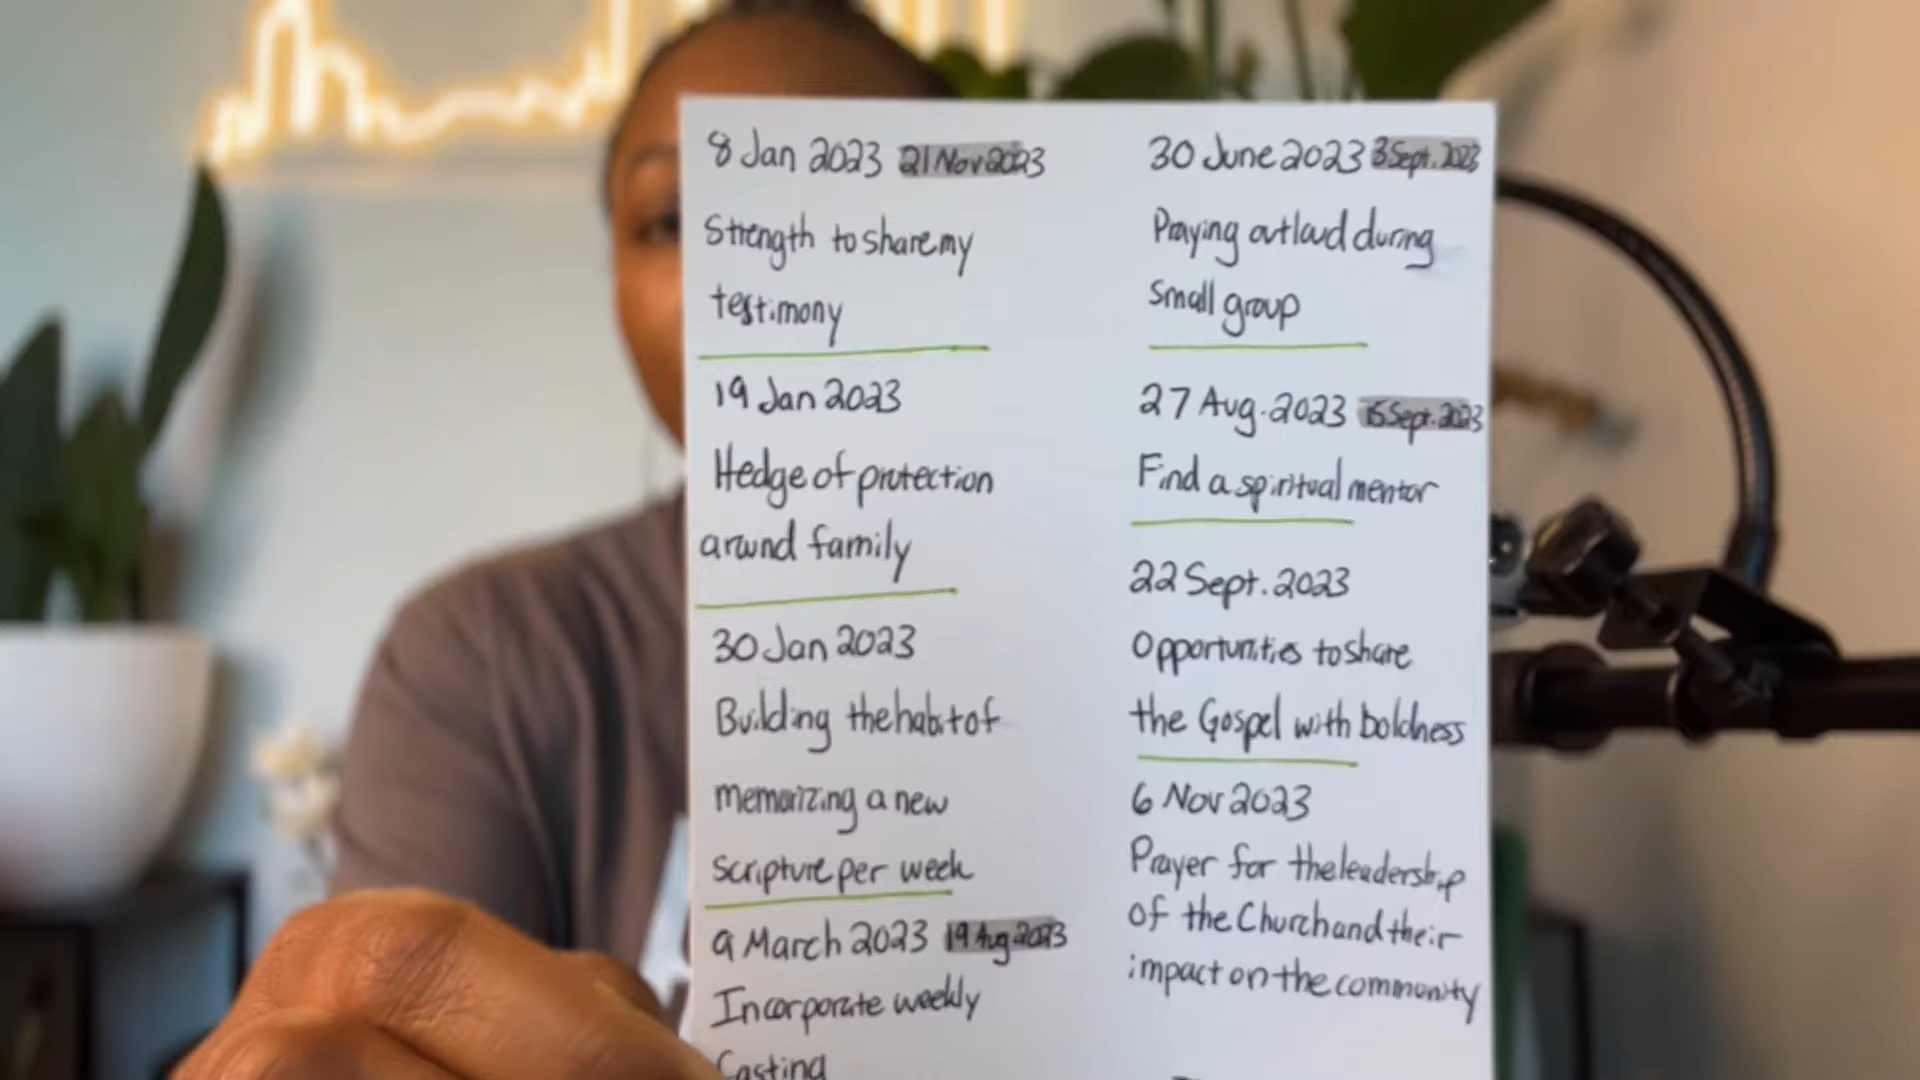 8 Jan 2023 21 Nov 2023
Strength to share my
testimony
19 Jan 2023
Hedge of protection
around family
30 Jan 2023
Building the habit of
memorizing a new
scripture per week
9 March 2023 19 Aug 2023
Incorporate weekly
30 June 2023 3 Sept. 2023
Praying outloud during
small group
27 Aug. 2023 15 Sept. 2023
Find a spiritual mentor
22 Sept. 2023
Opportunities to share
the Gospel with boldness
6 Nov 2023
Prayer for the leadership
of the Church and their
impact on the community